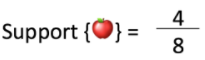 Support {🍎} = 4/8